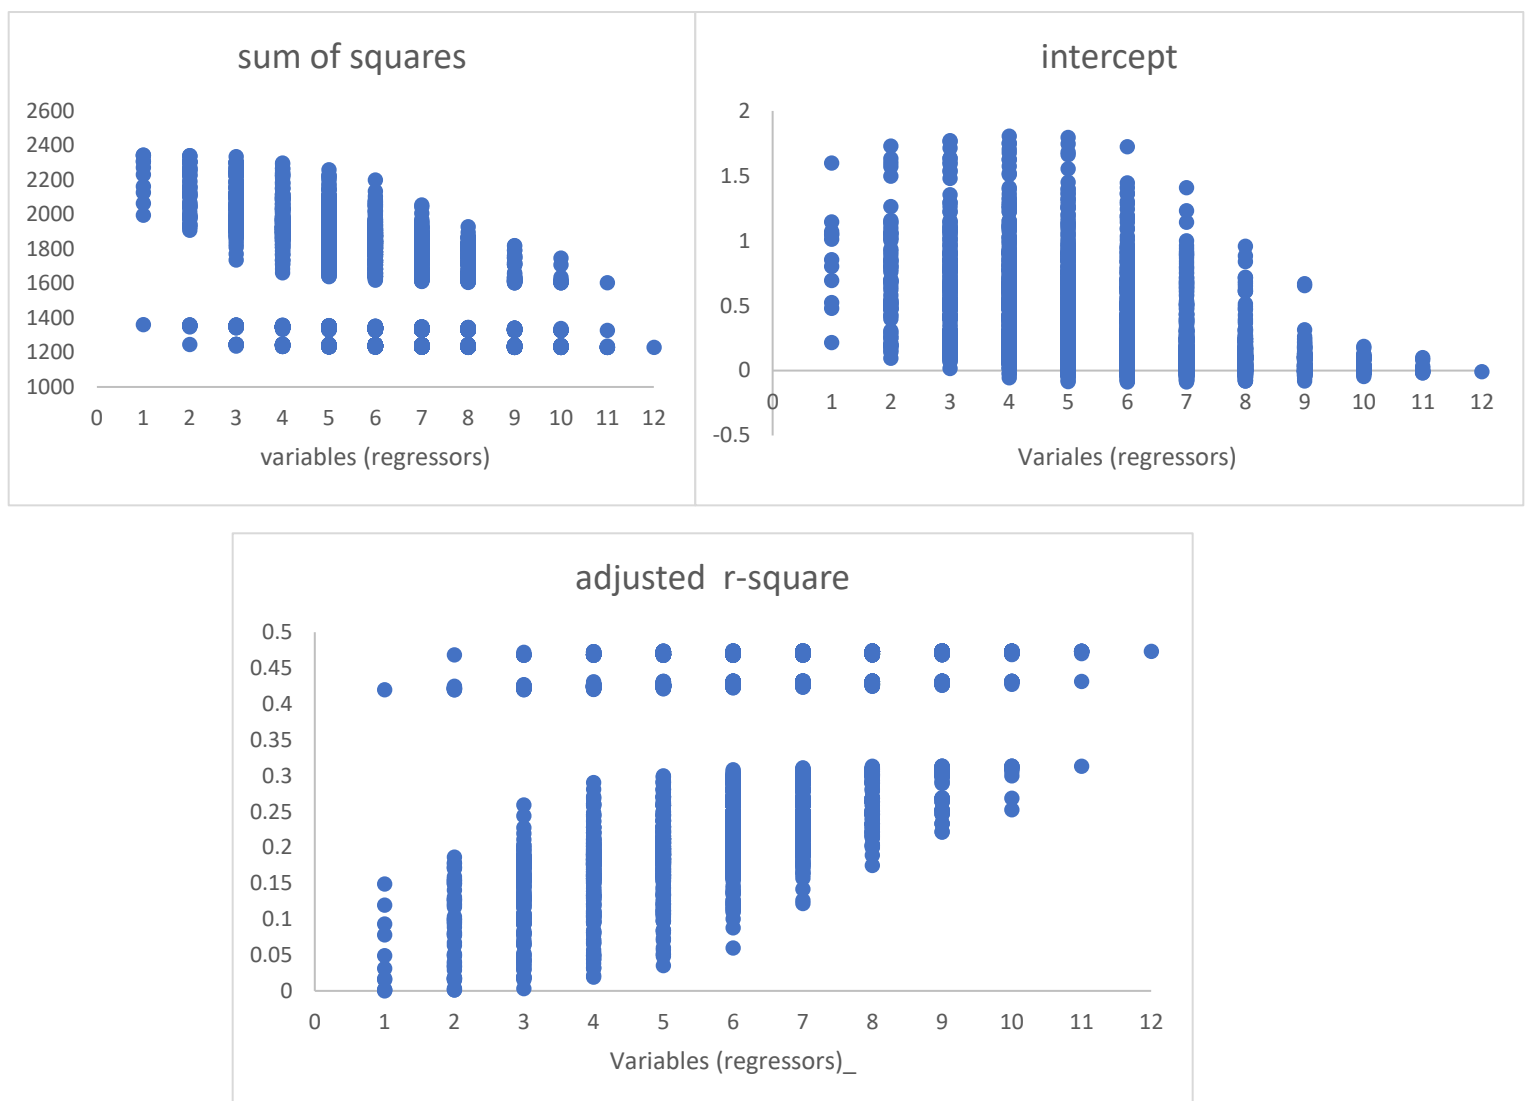 sum of squares
2600
2400
2200
2000
1800
1600
1400
1200
1000
0 1 2 3 4 5 6 7 8 9 10 11 12
variables (regressors)
intercept
2
1.5
1
0.5
0
-0.5
0 1 2 3 4 5 6 7 8 9 10 11 12
Variales (regressors)
adjusted r-square
0.5
0.45
0.4
0.35
0.3
0.25
0.2
0.15
0.1
0.05
0
0 1 2 3 4 5 6 7 8 9 10 11 12
Variables (regressors)_